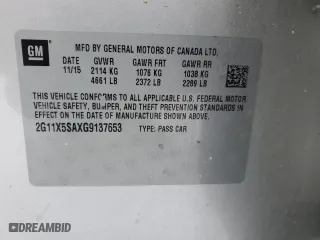 GM
MFD BY GENERAL MOTORS OF CANADA LTD.
DATE GVWR GAWR FRT GAWR RR
11/15 2114 KG 1076 KG 1038 KG
4661 LB 2372 LB 2289 LB
THIS VEHICLE CONFORMS TO ALL APPLICABLE U.S. FEDERAL MOTOR
VEHICLE SAFETY, BUMPER, AND THEFT PREVENTION STANDARDS IN
EFFECT ON THE DATE OF MANUFACTURE SHOWN ABOVE.
2G11X5SAXG9137653 TYPE: PASS CAR
© AutoBidMaster.com